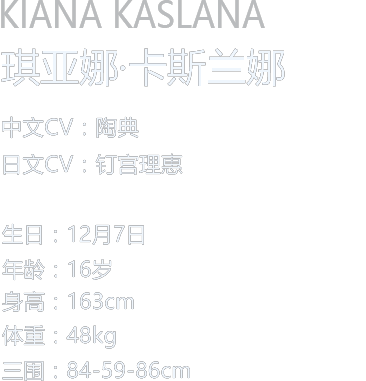 KIANA KASLANA
琪亚娜·卡斯兰娜
中文CV：陶典
日文CV：钉宫理惠
生日：12月7日
年龄：16岁
身高：163cm
体重：48kg
三围：84-59-86cm